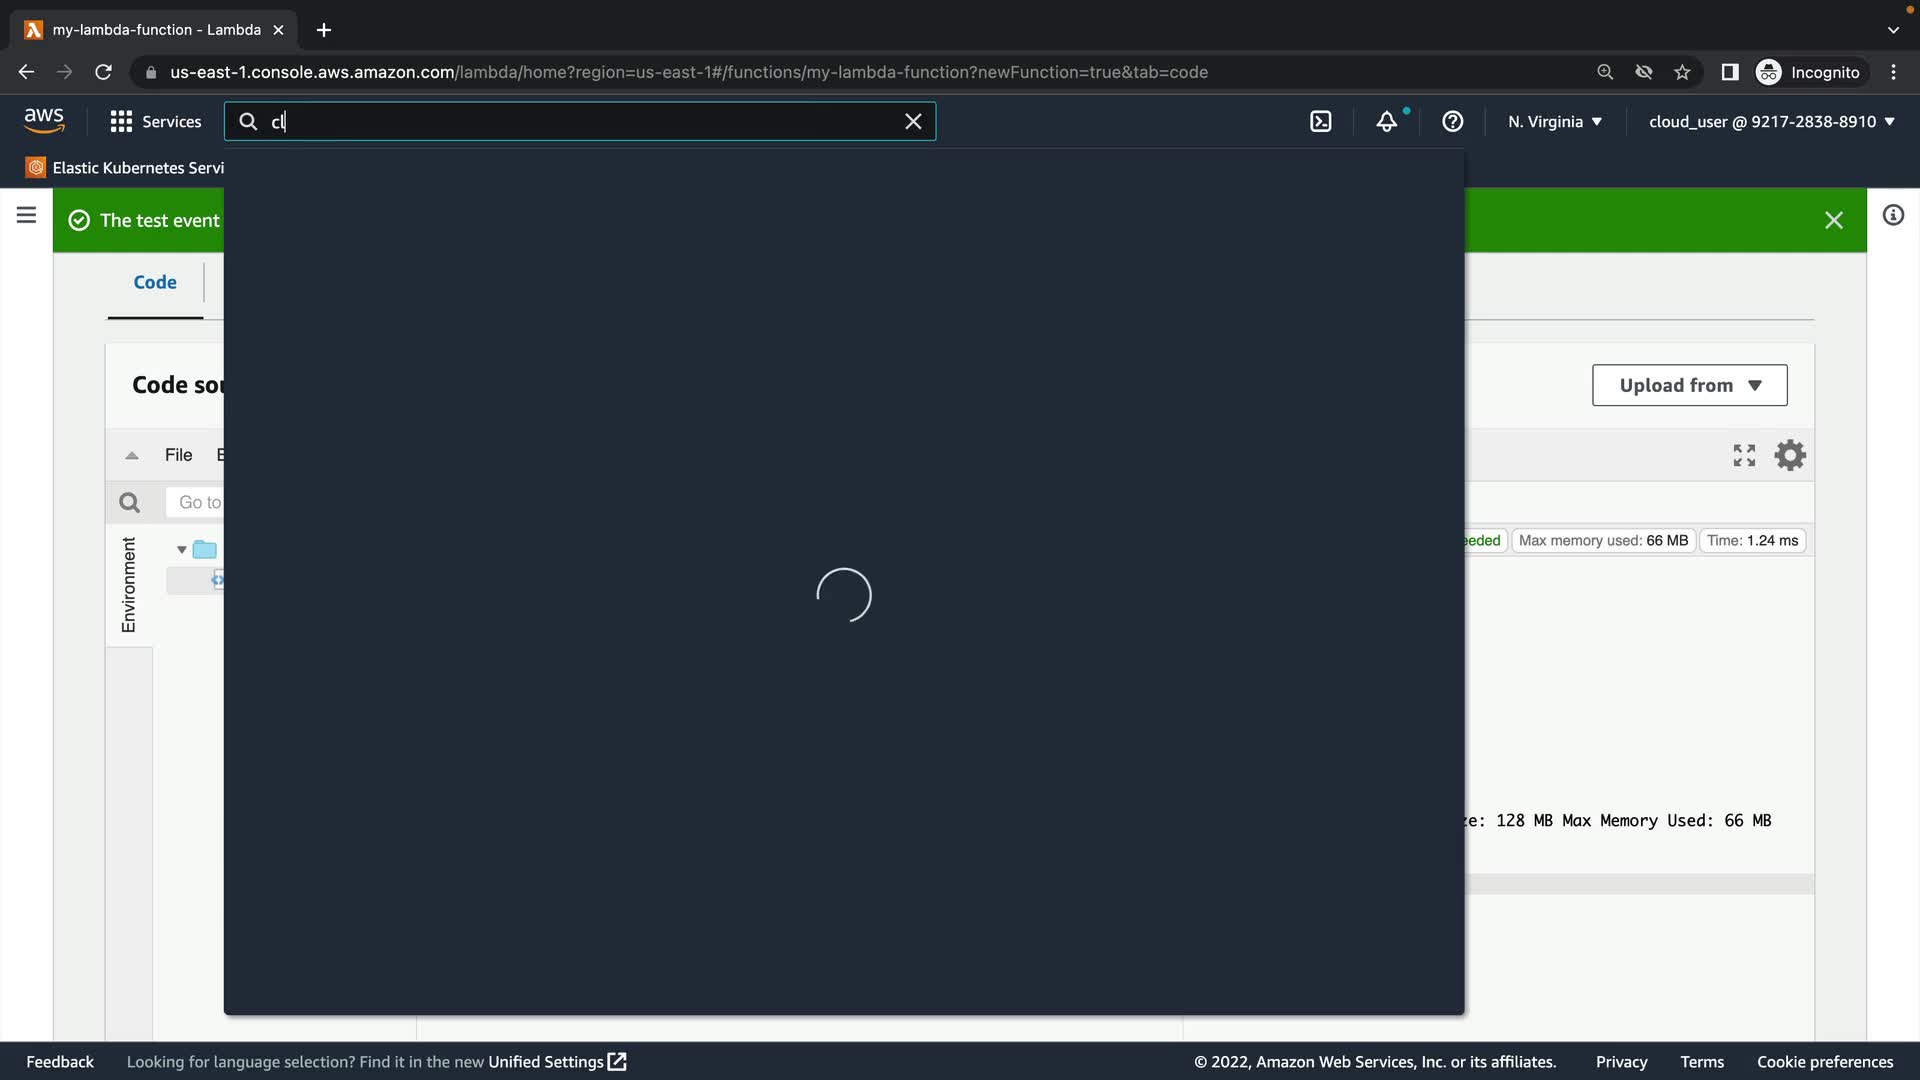 my-lambda-function - Lambda
us-east-1.console.aws.amazon.com/lambda/home?region=us-east-1#/functions/my-lambda-function?newFunction=true&tab=code
Incognito
aws
Services
cl
N. Virginia
cloud_user @ 9217-2838-8910
Elastic Kubernetes Servi
The test event
Code
Code sou
Upload from
File E
Go to
Environment
eeded
Max memory used: 66 MB
Time: 1.24 ms
ze: 128 MB Max Memory Used: 66 MB
Feedback
Looking for language selection? Find it in the new Unified Settings
© 2022, Amazon Web Services, Inc. or its affiliates.
Privacy
Terms
Cookie preferences